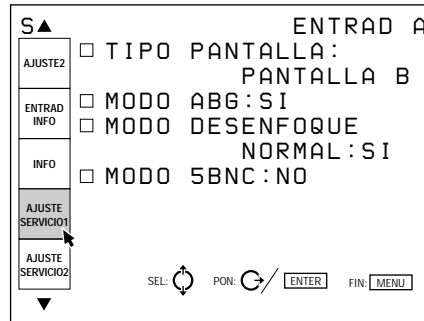 S▲ ENTRAD A
AJUSTE2
□ TIPO PANTALLA:
PANTALLA B
ENTRAD
INFO
□ MODO ABG:SI
□ MODO DESENFOQUE
NORMAL:SI
INFO
□ MODO 5BNC:NO
AJUSTE
SERVICIO1
AJUSTE
SERVICIO2
SEL: PON: / ENTER FIN: MENU
▼